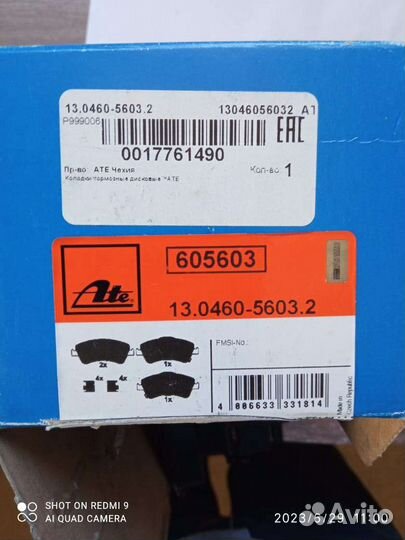 13.0460-5603.2 13046056032 AT
P999006
EAC
0017761490
Пр-во: ATE Чехия Кол-во: 1
Колодки тормозные дисковые "ATE
605603
Ate
13.0460-5603.2
FMSI-No.:
2x 1x
4x 4x
1x
4 006633 331814
Made in
Czech Republic
SHOT ON REDMI 9
AI QUAD CAMERA
2023/6/29 11:00
Avito